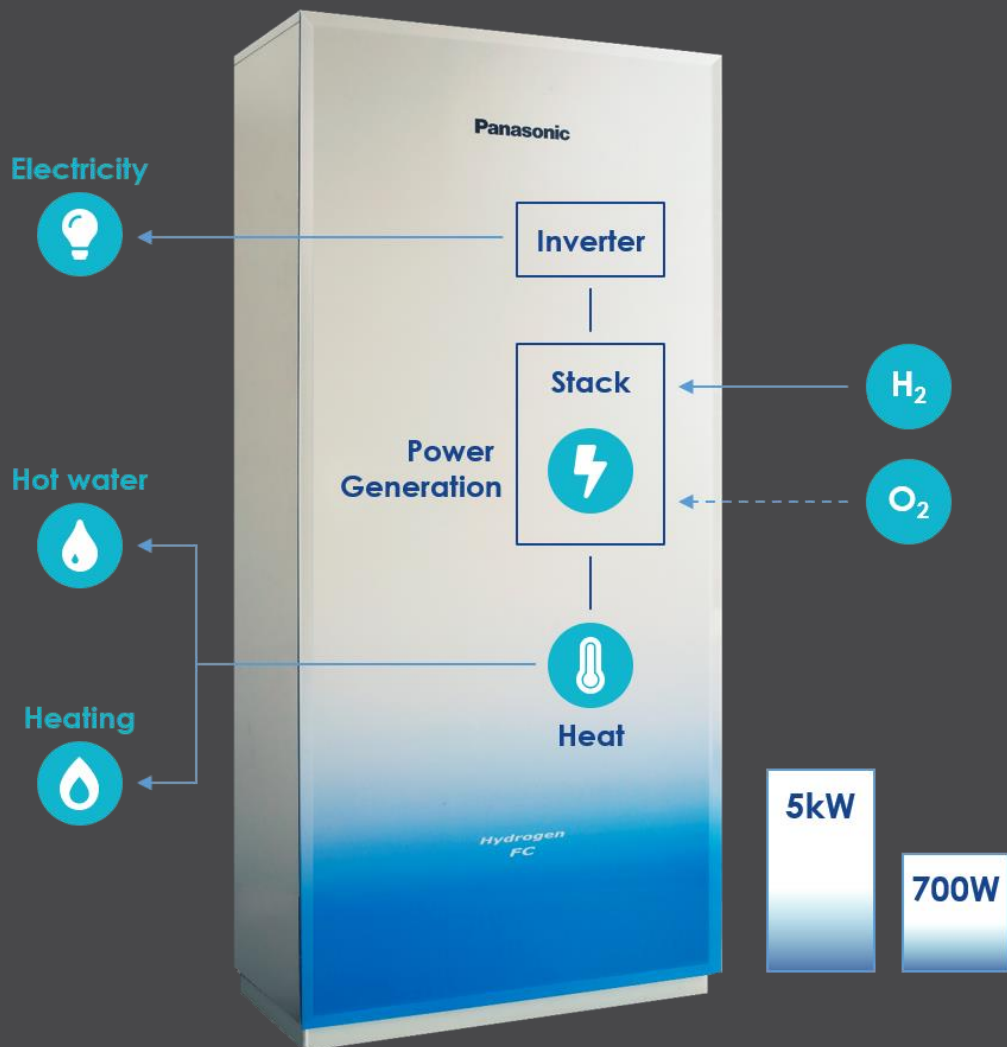 Panasonic
Electricity
Inverter
Stack
H₂
Power
Generation
O₂
Hot water
Heating
Heat
Hydrogen
FC
5kW
700W